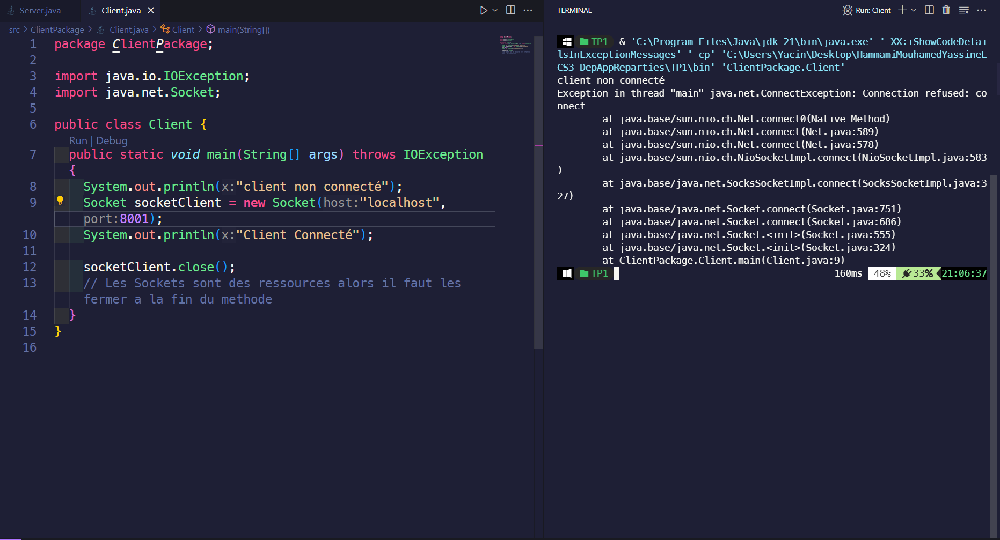 Server.java
Client.java
src > ClientPackage > Client.java > Client > main(String[])
1 package ClientPackage;
2
3 import java.io.IOException;
4 import java.net.Socket;
5
6 public class Client {
Run | Debug
7 public static void main(String[] args) throws IOException
{
8 System.out.println(x:"client non connecté");
9 Socket socketClient = new Socket(host:"localhost",
port:8001);
10 System.out.println(x:"Client Connecté");
11
12 socketClient.close();
13 // Les Sockets sont des ressources alors il faut les
fermer a la fin du methode
14 }
15 }
16
TERMINAL
Run: Client
TP1 & 'C:\Program Files\Java\jdk-21\bin\java.exe' '-XX:+ShowCodeDetai
lsInExceptionMessages' '-cp' 'C:\Users\Yacin\Desktop\HammamiMouhamedYassineL
CS3_DepAppReparties\TP1\bin' 'ClientPackage.Client'
client non connecté
Exception in thread "main" java.net.ConnectException: Connection refused: co
nnect
at java.base/sun.nio.ch.Net.connect0(Native Method)
at java.base/sun.nio.ch.Net.connect(Net.java:589)
at java.base/sun.nio.ch.Net.connect(Net.java:578)
at java.base/sun.nio.ch.NioSocketImpl.connect(NioSocketImpl.java:583
)
at java.base/java.net.SocksSocketImpl.connect(SocksSocketImpl.java:3
27)
at java.base/java.net.Socket.connect(Socket.java:751)
at java.base/java.net.Socket.connect(Socket.java:686)
at java.base/java.net.Socket.<init>(Socket.java:555)
at java.base/java.net.Socket.<init>(Socket.java:324)
at ClientPackage.Client.main(Client.java:9)
TP1 160ms 48% 33% 21:06:37